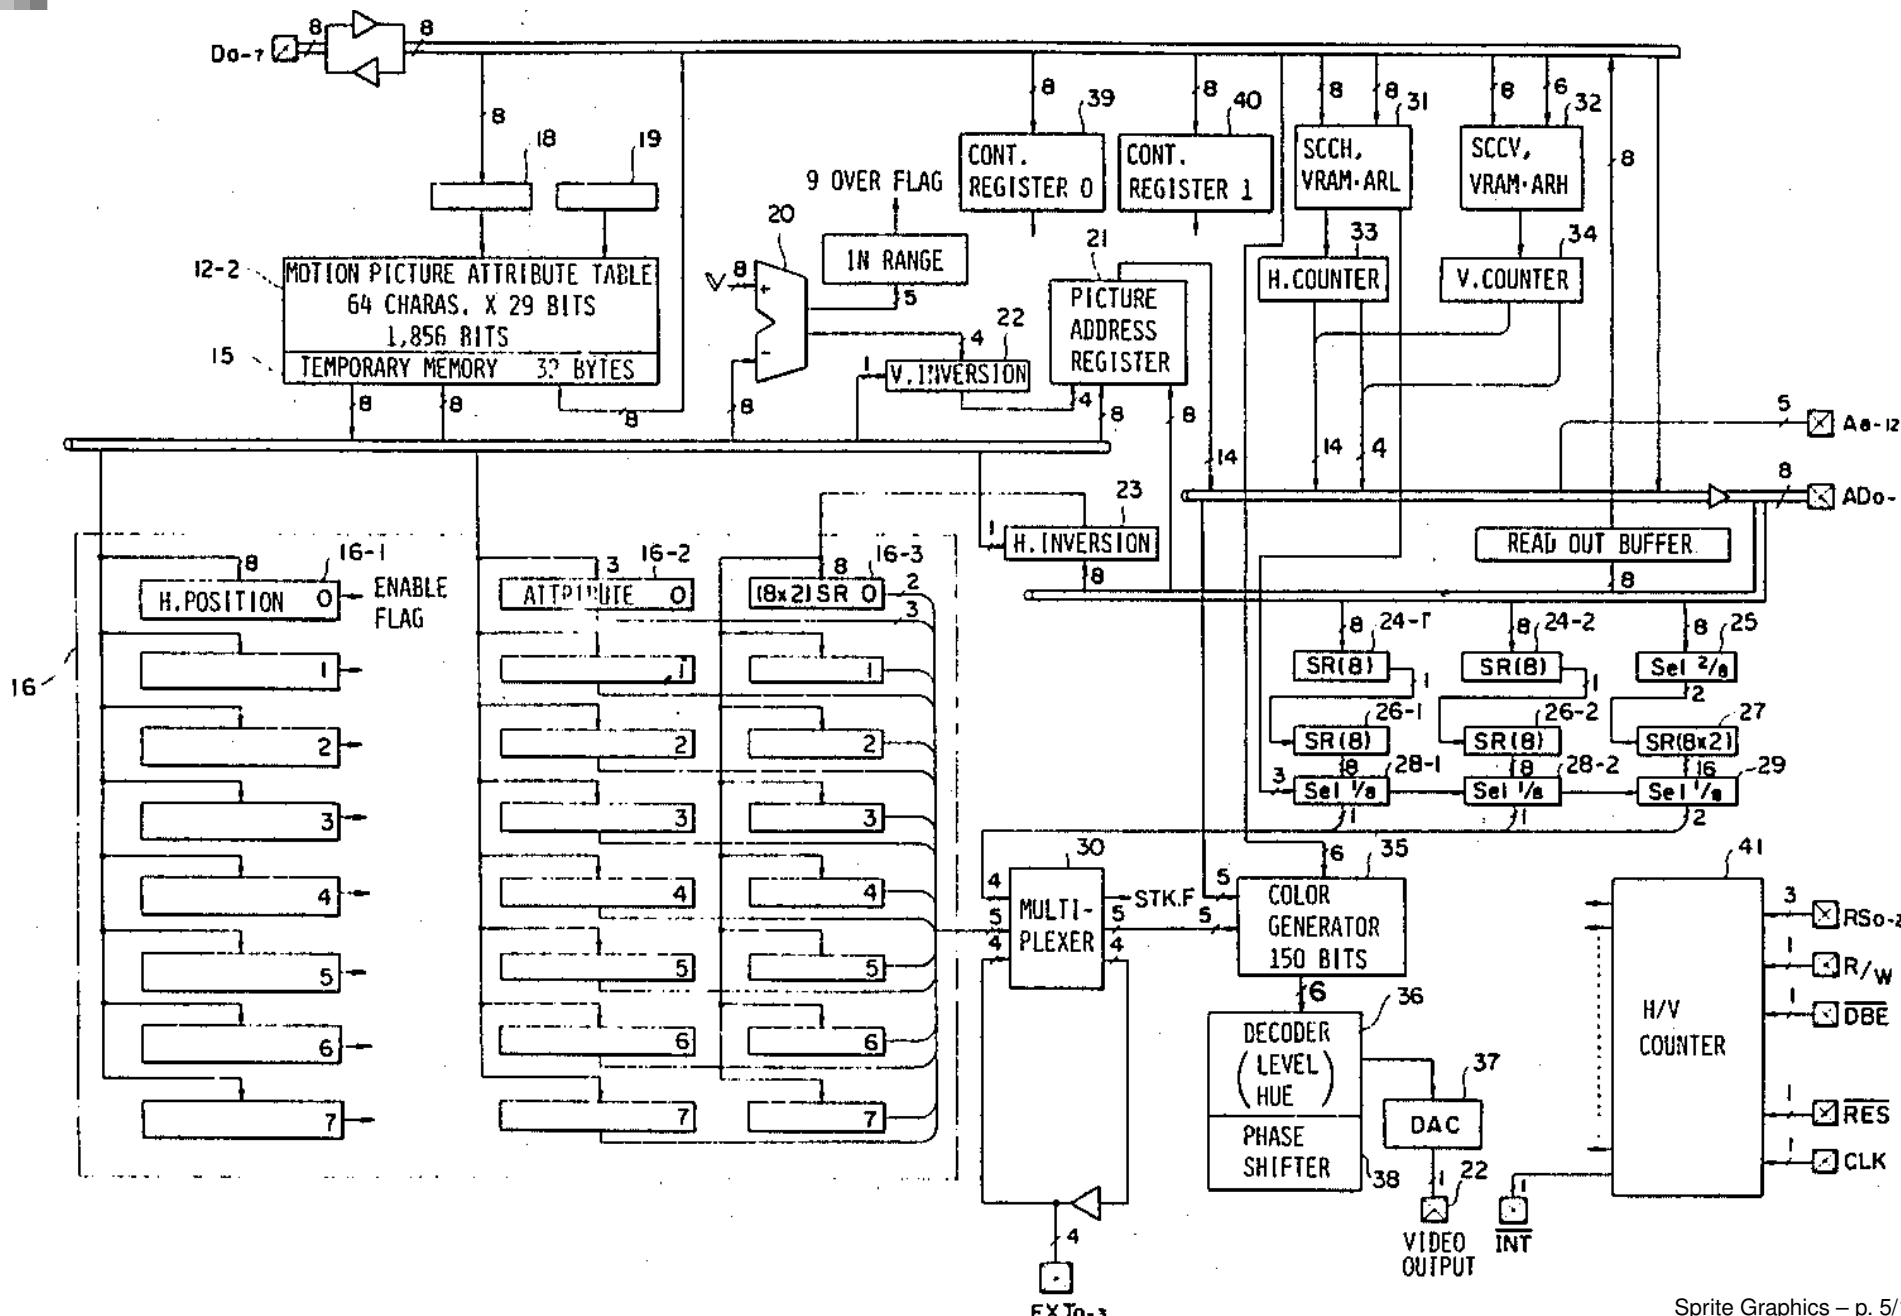 8
8
Do-7
8
18
19
12-2
MOTION PICTURE ATTRIBUTE TABLE
64 CHARAS. X 29 BITS
1,856 BITS
15
TEMPORARY MEMORY 32 BYTES
8
8
8
9 OVER FLAG
20
V
8
+
-
IN RANGE
5
4
22
1
V.INVERSION
8
4
8
8
8
39
CONT.
REGISTER 0
8
40
CONT.
REGISTER 1
21
PICTURE
ADDRESS
REGISTER
8
8
31
SCCH,
VRAM·ARL
33
H.COUNTER
8
6
32
SCCV,
VRAM·ARH
34
V.COUNTER
8
14
14
4
5
A8-12
8
ADo-
23
1
H.INVERSION
8
READ OUT BUFFER
8
16
8
16-1
H.POSITION 0
ENABLE
FLAG
1
2
3
4
5
6
7
3
16-2
ATTRIBUTE 0
1
2
3
4
5
6
7
8
16-3
(8x2)SR 0
2
3
1
2
3
4
5
6
7
8
24-1
SR(8)
1
8
24-2
SR(8)
1
8
25
Sel 2/8
2
26-1
SR(8)
8
26-2
SR(8)
8
27
SR(8x2)
16
3
28-1
Sel 1/8
1
28-2
Sel 1/8
1
29
Sel 1/8
2
30
4
5
4
MULTI-
PLEXER
STK.F
5
4
6
35
5
5
COLOR
GENERATOR
150 BITS
6
36
DECODER
(LEVEL
HUE)
PHASE
SHIFTER
38
37
DAC
1
22
VIDEO
OUTPUT
1
INT
41
H/V
COUNTER
3
RSo-2
1
R/W
1
DBE
1
RES
1
CLK
4
EXTo-3
Sprite Graphics – p. 5/